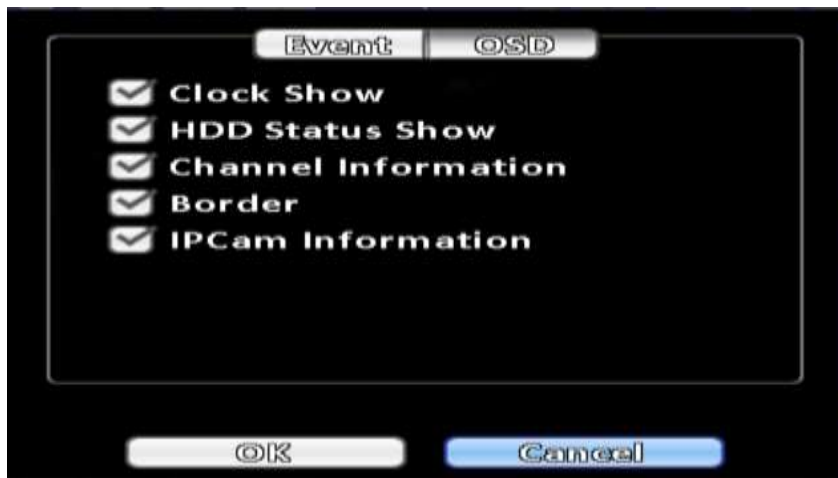 Event OSD
Clock Show
HDD Status Show
Channel Information
Border
IPCam Information
OK Cancel